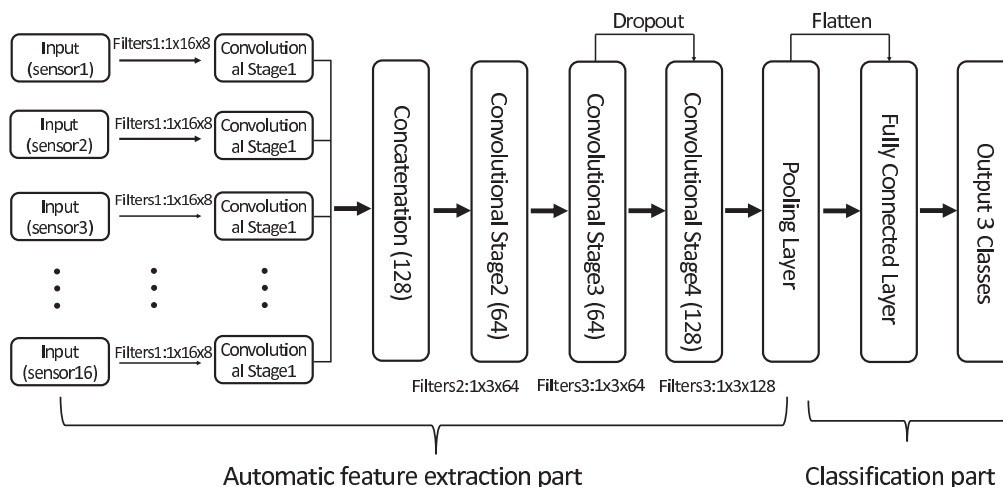 Dropout
Flatten
Input
(sensor1)
Filters1:1x16x8
Convolution
al Stage1
Input
(sensor2)
Filters1:1x16x8
Convolution
al Stage1
Input
(sensor3)
Filters1:1x16x8
Convolution
al Stage1
Input
(sensor16)
Filters1:1x16x8
Convolution
al Stage1
Concatenation (128)
Convolutional Stage2 (64)
Convolutional Stage3 (64)
Convolutional Stage4 (128)
Pooling Layer
Fully Connected Layer
Output 3 Classes
Filters2:1x3x64
Filters3:1x3x64
Filters3:1x3x128
Automatic feature extraction part
Classification part